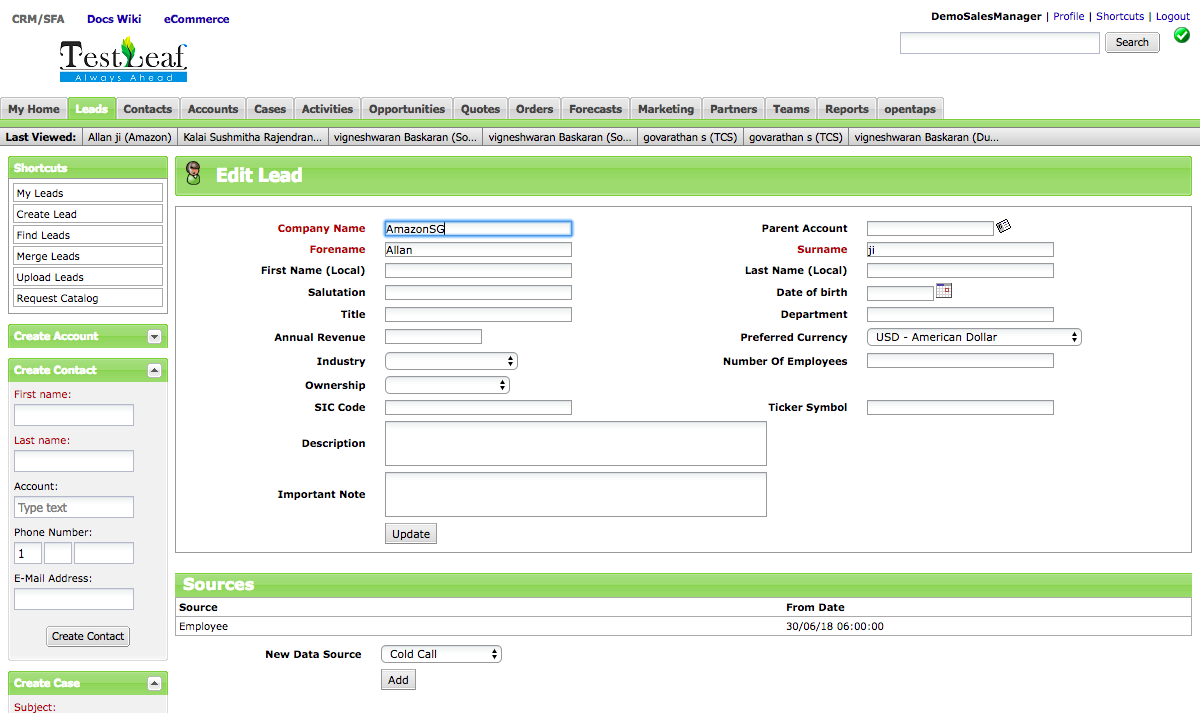 CRM/SFA Docs Wiki eCommerce
DemoSalesManager | Profile | Shortcuts | Logout
TestLeaf
Always Ahead
Search
My Home Leads Contacts Accounts Cases Activities Opportunities Quotes Orders Forecasts Marketing Partners Teams Reports opentaps
Last Viewed: Allan ji (Amazon) Kalai Sushmitha Rajendran... vigneshwaran Baskaran (So... vigneshwaran Baskaran (So... govarathan s (TCS) govarathan s (TCS) vigneshwaran Baskaran (Du...
Shortcuts
My Leads
Create Lead
Find Leads
Merge Leads
Upload Leads
Request Catalog
Create Account
Create Contact
First name:
Last name:
Account:
Type text
Phone Number:
1
E-Mail Address:
Create Contact
Create Case
Subject:
Edit Lead
Company Name AmazonSG Parent Account
Forename Allan Surname ji
First Name (Local) Last Name (Local)
Salutation Date of birth
Title Department
Annual Revenue Preferred Currency USD - American Dollar
Industry Number Of Employees
Ownership
SIC Code Ticker Symbol
Description
Important Note
Update
Sources
Source From Date
Employee 30/06/18 06:00:00
New Data Source Cold Call
Add